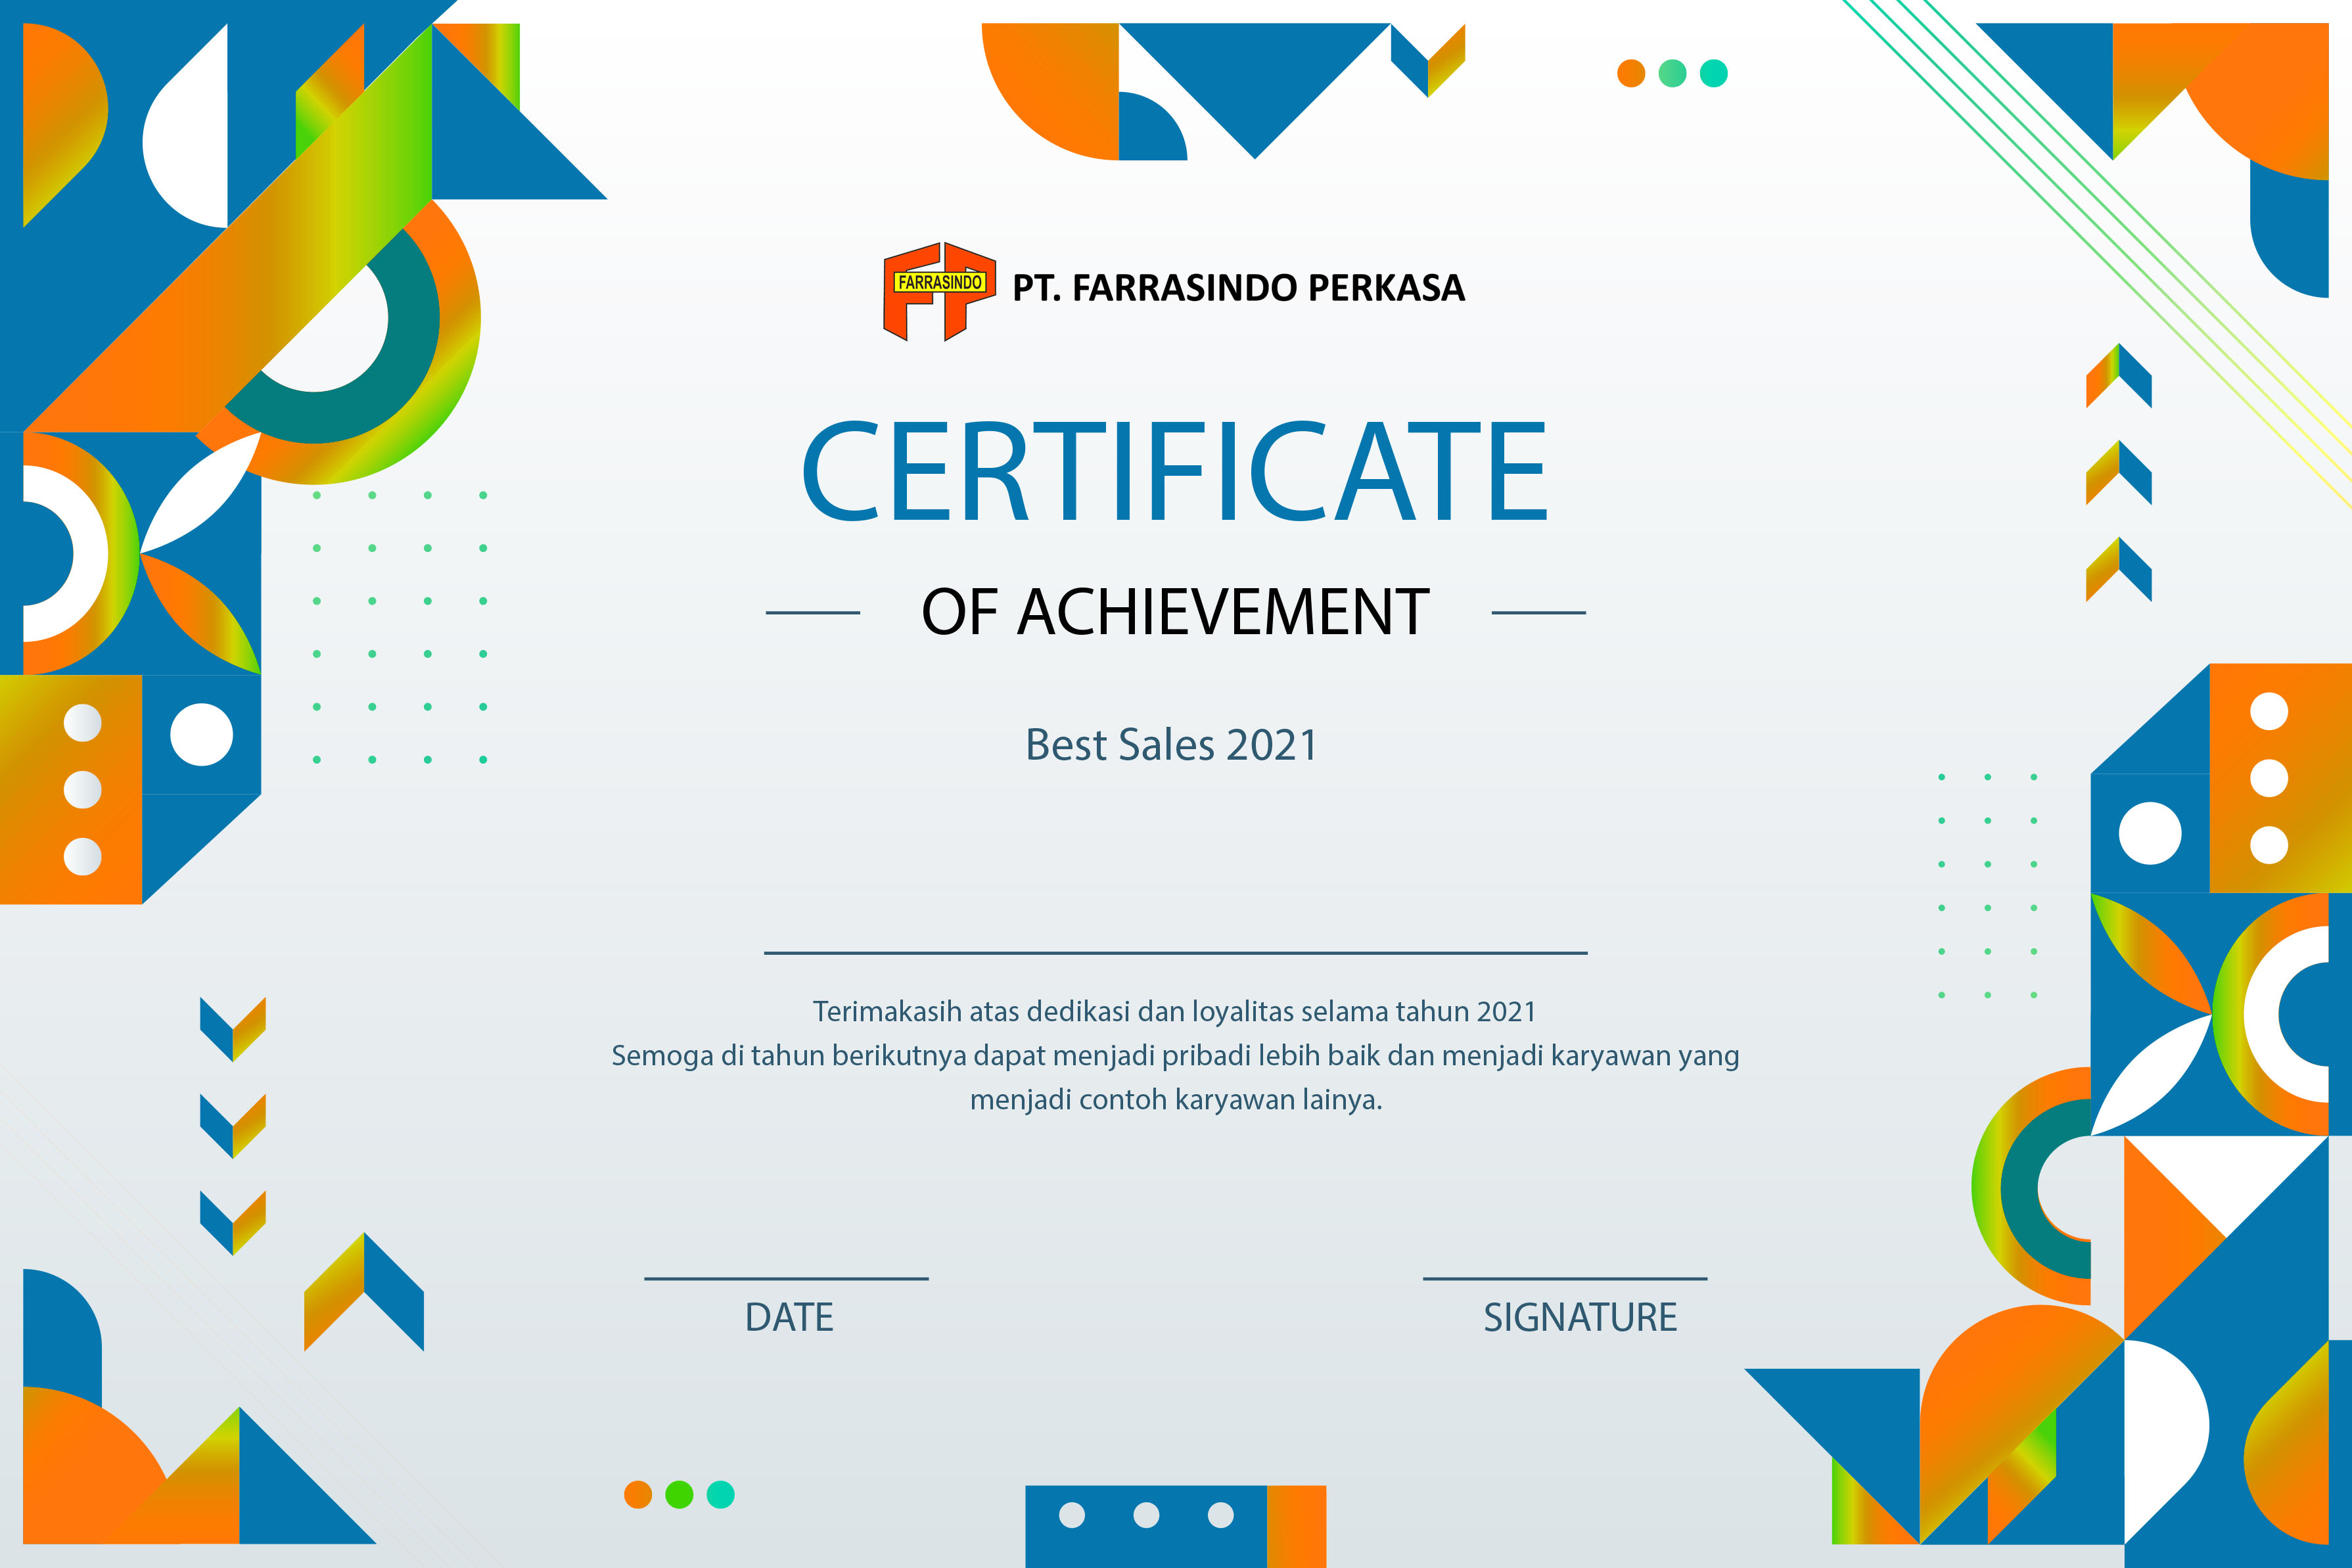 FARRASINDO
PT. FARRASINDO PERKASA
CERTIFICATE
OF ACHIEVEMENT
Best Sales 2021
Terimakasih atas dedikasi dan loyalitas selama tahun 2021
Semoga di tahun berikutnya dapat menjadi pribadi lebih baik dan menjadi karyawan yang
menjadi contoh karyawan lainya.
DATE
SIGNATURE